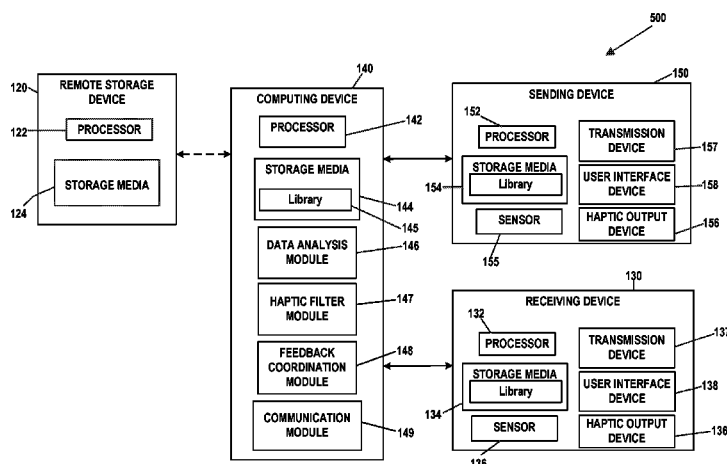 500
120
REMOTE STORAGE
DEVICE
122
PROCESSOR
124
STORAGE MEDIA
140
COMPUTING DEVICE
PROCESSOR
142
STORAGE MEDIA
Library
144
145
DATA ANALYSIS
MODULE
146
HAPTIC FILTER
MODULE
147
FEEDBACK
COORDINATION
MODULE
148
COMMUNICATION
MODULE
149
150
SENDING DEVICE
152
PROCESSOR
STORAGE MEDIA
Library
154
SENSOR
155
TRANSMISSION
DEVICE
157
USER INTERFACE
DEVICE
158
HAPTIC OUTPUT
DEVICE
156
130
RECEIVING DEVICE
132
PROCESSOR
STORAGE MEDIA
Library
134
SENSOR
TRANSMISSION
DEVICE
137
USER INTERFACE
DEVICE
138
HAPTIC OUTPUT
DEVICE
136